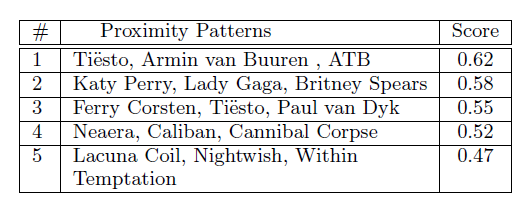 # Proximity Patterns Score
1 Tiësto, Armin van Buuren , ATB 0.62
2 Katy Perry, Lady Gaga, Britney Spears 0.58
3 Ferry Corsten, Tiësto, Paul van Dyk 0.55
4 Neaera, Caliban, Cannibal Corpse 0.52
5 Lacuna Coil, Nightwish, Within 0.47
Temptation